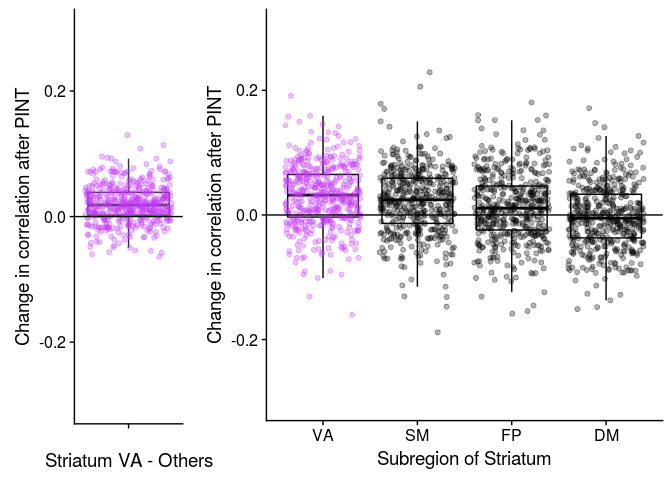 Change in correlation after PINT
0.2
0.0
-0.2
Striatum VA - Others
Change in correlation after PINT
0.2
0.0
-0.2
VA SM FP DM
Subregion of Striatum